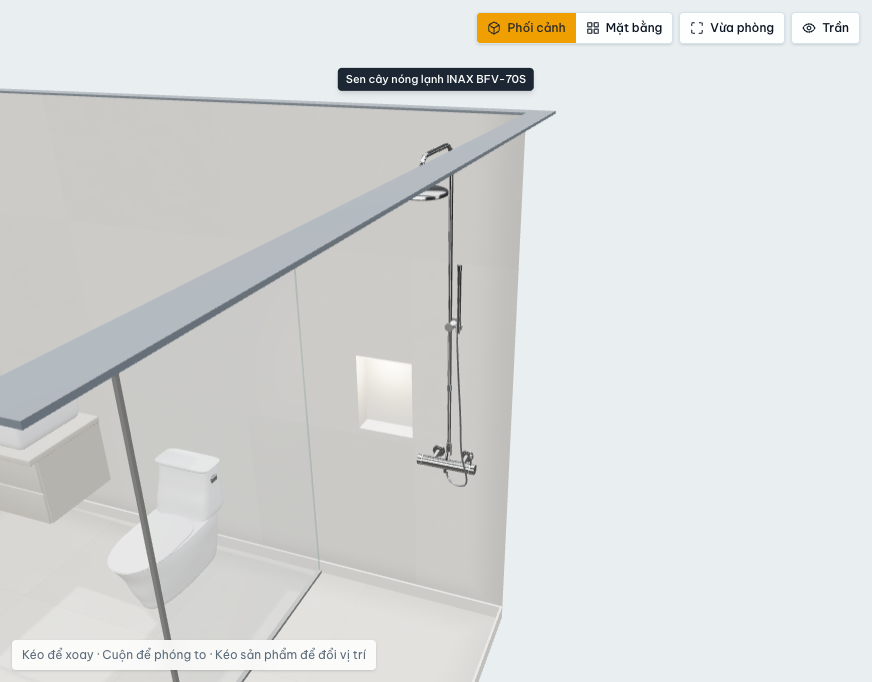 Phối cảnh
Mặt bằng
Vừa phòng
Trần
Sen cây nóng lạnh INAX BFV-70S
Kéo để xoay · Cuộn để phóng to · Kéo sản phẩm để đổi vị trí